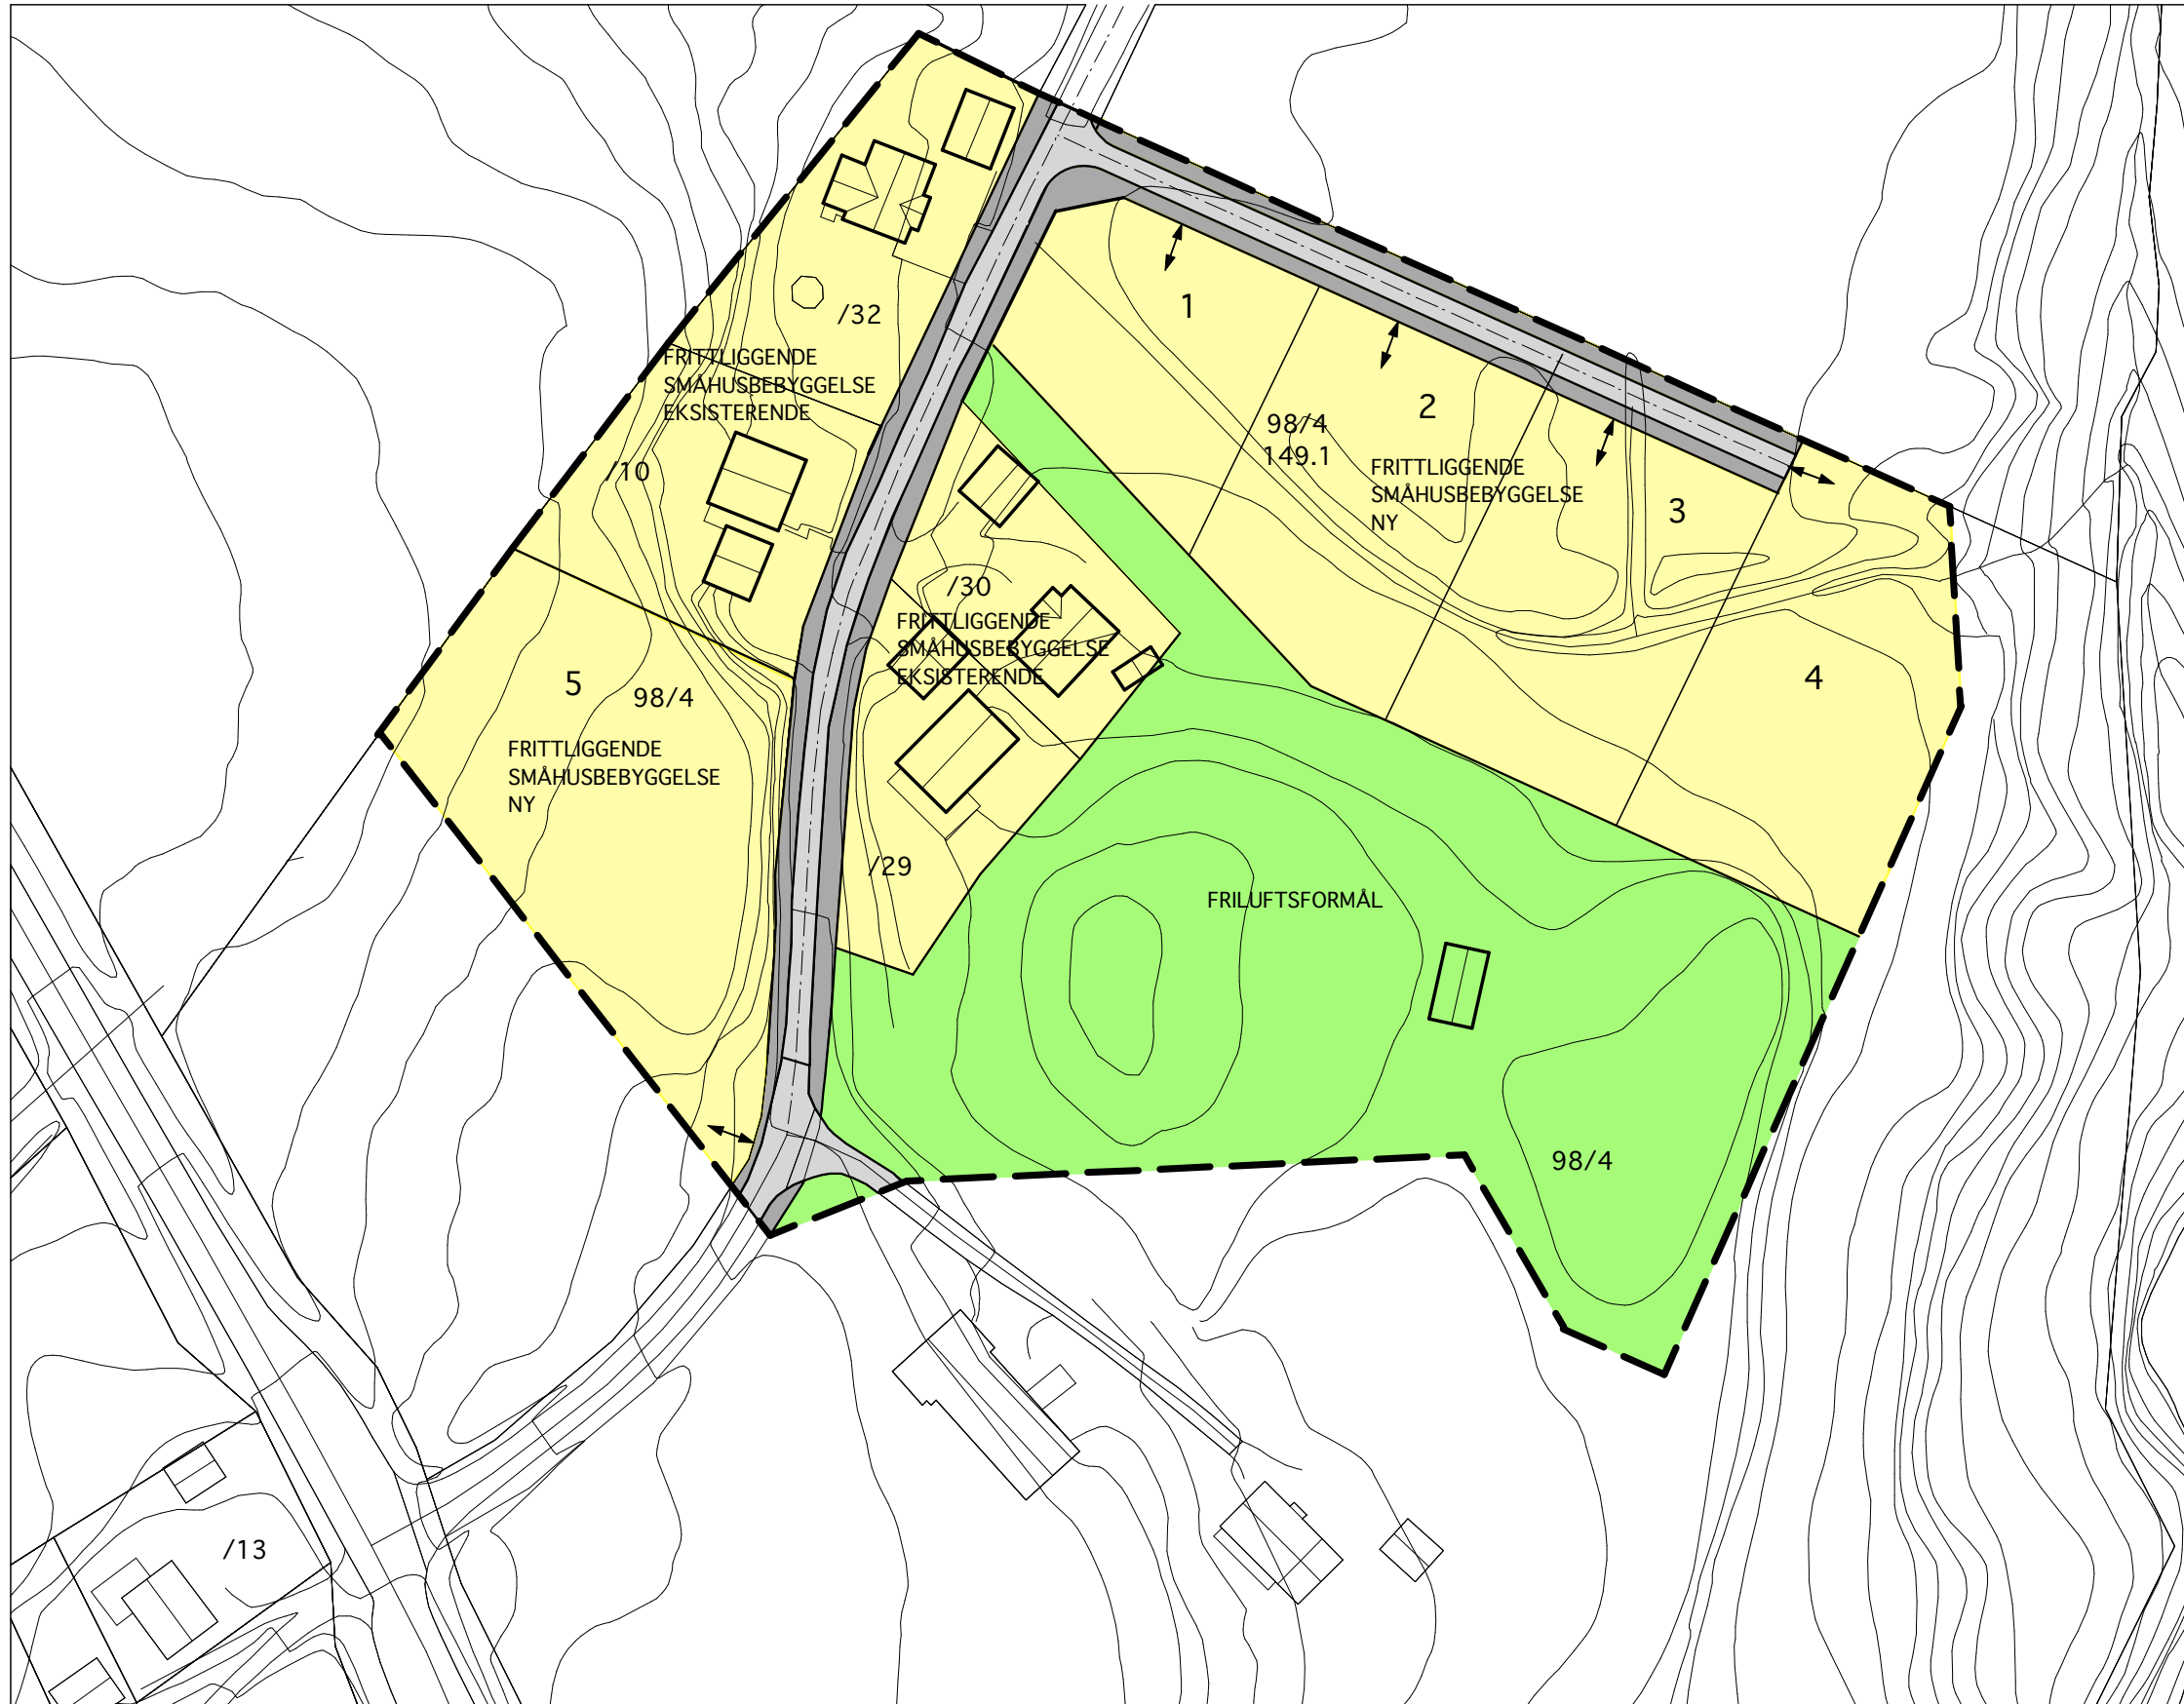 /32
FRITTLIGGENDE
SMÅHUSBEBYGGELSE
EKSISTERENDE
/10
1
2
98/4
149.1
FRITTLIGGENDE
SMÅHUSBEBYGGELSE
NY
3
4
/30
FRITTLIGGENDE
SMÅHUSBEBYGGELSE
EKSISTERENDE
5
98/4
FRITTLIGGENDE
SMÅHUSBEBYGGELSE
NY
/29
FRILUFTSFORMÅL
98/4
/13